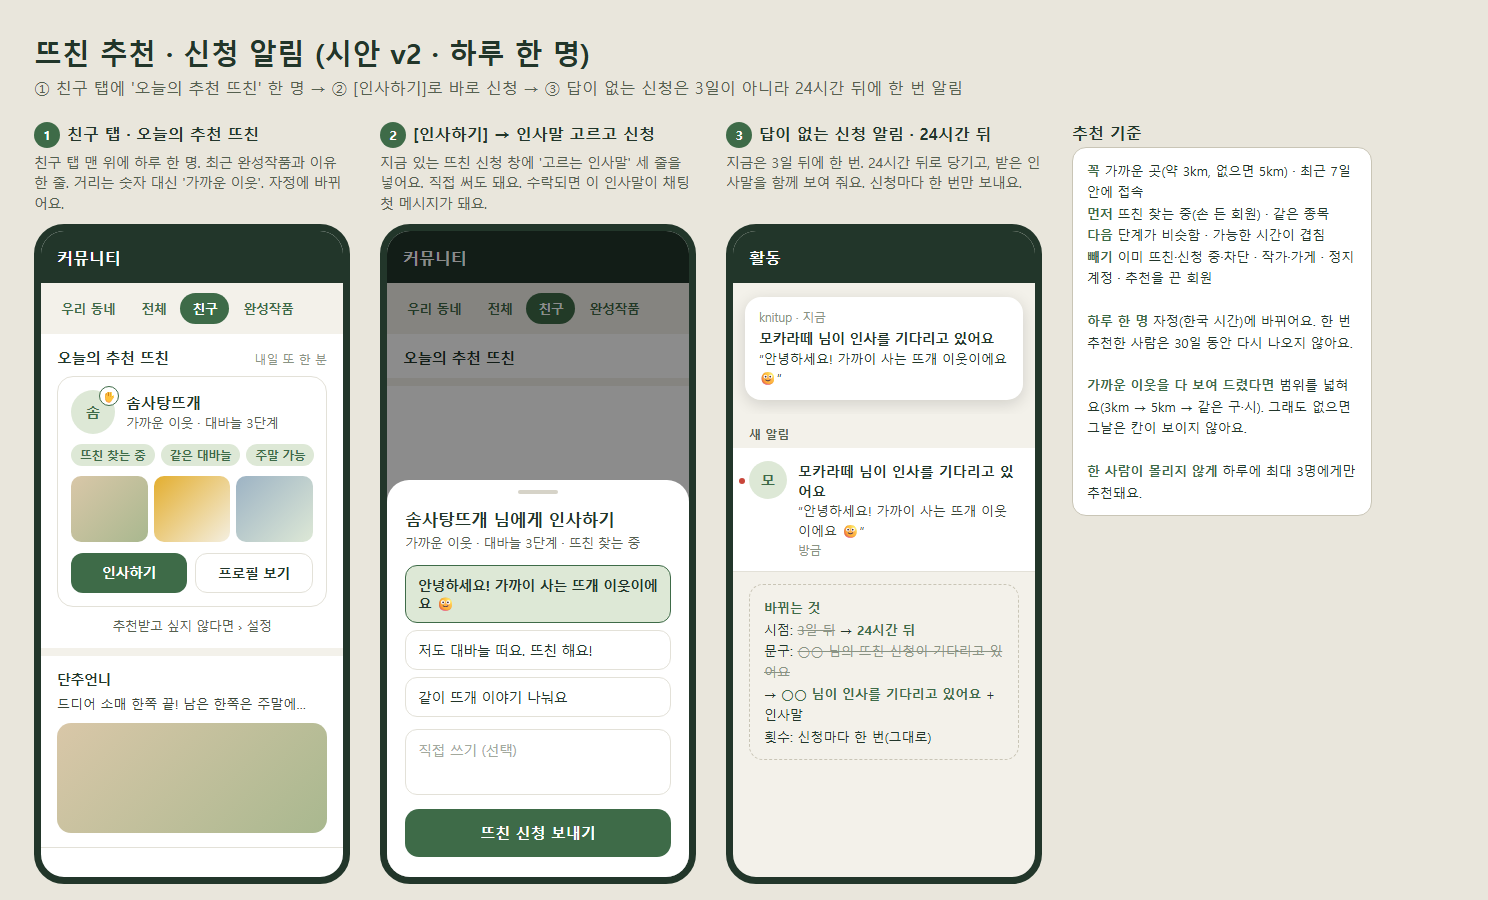 뜨친 추천 · 신청 알림 (시안 v2 · 하루 한 명)
① 친구 탭에 '오늘의 추천 뜨친' 한 명 → ② [인사하기]로 바로 신청 → ③ 답이 없는 신청은 3일이 아니라 24시간 뒤에 한 번 알림
1 친구 탭 · 오늘의 추천 뜨친
친구 탭 맨 위에 하루 한 명. 최근 완성작품과 이유
한 줄. 거리는 숫자 대신 '가까운 이웃'. 자정에 바뀌
어요.
커뮤니티
우리 동네 전체 친구 완성작품
오늘의 추천 뜨친 내일 또 한 분
솜
솜사탕뜨개
가까운 이웃 · 대바늘 3단계
뜨친 찾는 중 같은 대바늘 주말 가능
인사하기 프로필 보기
추천받고 싶지 않다면 › 설정
단추언니
드디어 소매 한쪽 끝! 남은 한쪽은 주말에...
2 [인사하기] → 인사말 고르고 신청
지금 있는 뜨친 신청 창에 '고르는 인사말' 세 줄을
넣어요. 직접 써도 돼요. 수락되면 이 인사말이 채팅
첫 메시지가 돼요.
커뮤니티
우리 동네 전체 친구 완성작품
오늘의 추천 뜨친
솜사탕뜨개 님에게 인사하기
가까운 이웃 · 대바늘 3단계 · 뜨친 찾는 중
안녕하세요! 가까이 사는 뜨개 이웃이에
요 😊
저도 대바늘 떠요. 뜨친 해요!
같이 뜨개 이야기 나눠요
직접 쓰기 (선택)
뜨친 신청 보내기
3 답이 없는 신청 알림 · 24시간 뒤
지금은 3일 뒤에 한 번. 24시간 뒤로 당기고, 받은 인
사말을 함께 보여 줘요. 신청마다 한 번만 보내요.
활동
knitup · 지금
모카라떼 님이 인사를 기다리고 있어요
“안녕하세요! 가까이 사는 뜨개 이웃이에요
😊”
새 알림
모
모카라떼 님이 인사를 기다리고 있
어요
“안녕하세요! 가까이 사는 뜨개 이웃
이에요 😊”
방금
바뀌는 것
시점: 3일 뒤 → 24시간 뒤
문구: ○○ 님의 뜨친 신청이 기다리고 있
어요
→ ○○ 님이 인사를 기다리고 있어요 +
인사말
횟수: 신청마다 한 번(그대로)
추천 기준
꼭 가까운 곳(약 3km, 없으면 5km) · 최근 7일
안에 접속
먼저 뜨친 찾는 중(손 든 회원) · 같은 종목
다음 단계가 비슷함 · 가능한 시간이 겹침
빼기 이미 뜨친·신청 중·차단 · 작가·가게 · 정지
계정 · 추천을 끈 회원
하루 한 명 자정(한국 시간)에 바뀌어요. 한 번
추천한 사람은 30일 동안 다시 나오지 않아요.
가까운 이웃을 다 보여 드렸다면 범위를 넓혀
요(3km → 5km → 같은 구·시). 그래도 없으면
그날은 칸이 보이지 않아요.
한 사람이 몰리지 않게 하루에 최대 3명에게만
추천돼요.